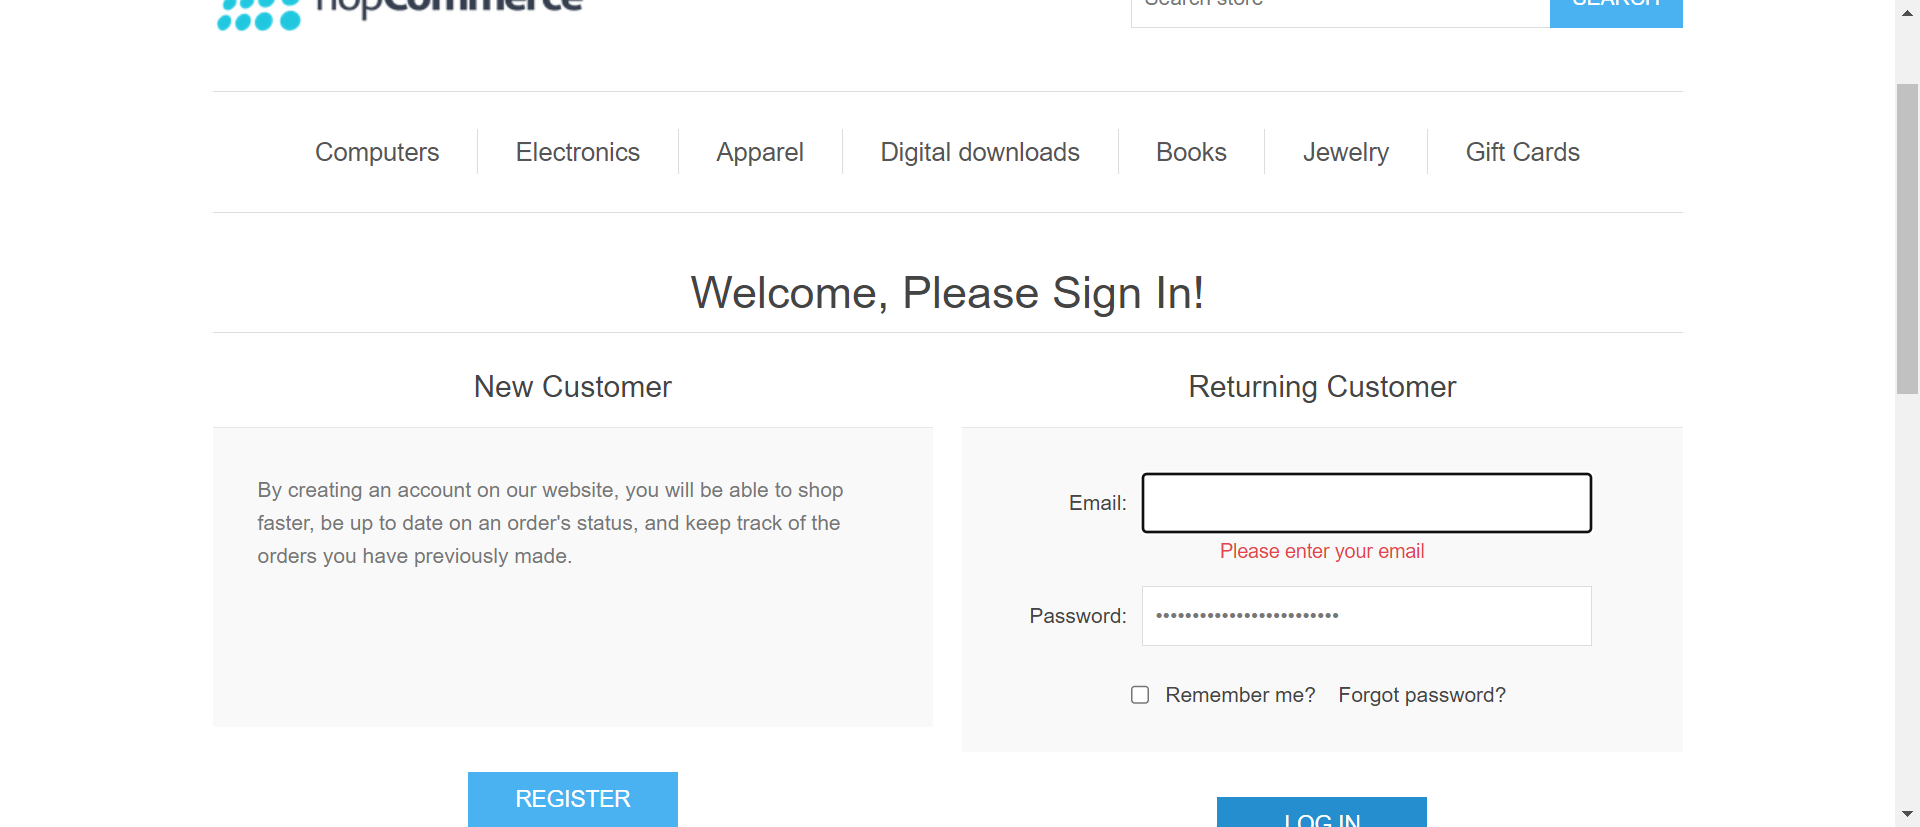 nopCommerce
Search store
SEARCH
Computers
Electronics
Apparel
Digital downloads
Books
Jewelry
Gift Cards
Welcome, Please Sign In!
New Customer
By creating an account on our website, you will be able to shop
faster, be up to date on an order's status, and keep track of the
orders you have previously made.
REGISTER
Returning Customer
Email:
Please enter your email
Password:
Remember me?
Forgot password?
LOG IN